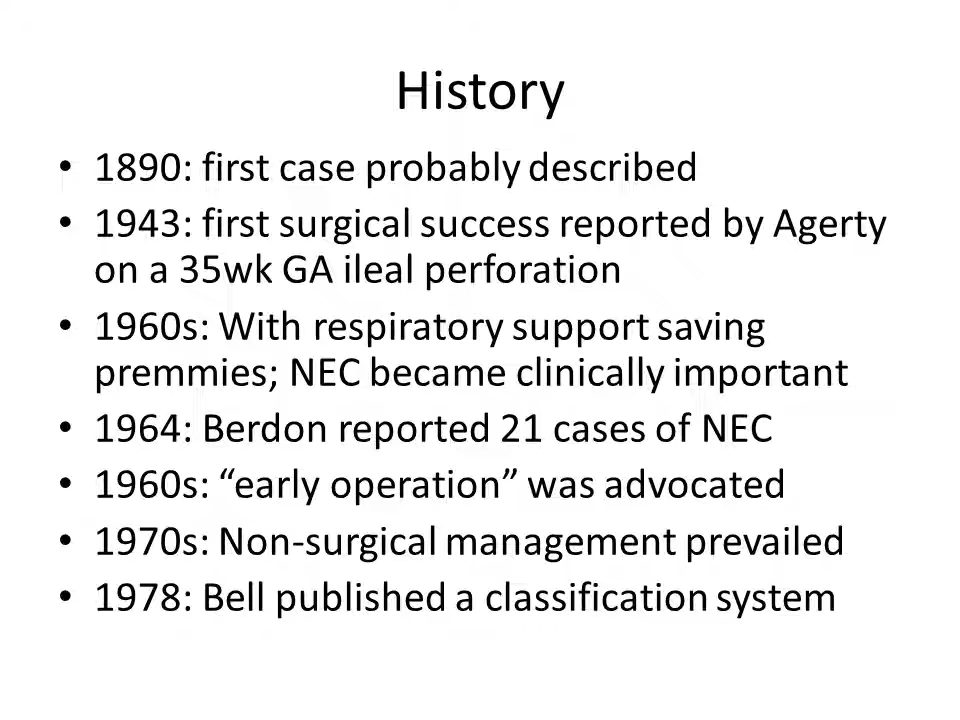 History
• 1890: first case probably described
• 1943: first surgical success reported by Agerty
on a 35wk GA ileal perforation
• 1960s: With respiratory support saving
premmies; NEC became clinically important
• 1964: Berdon reported 21 cases of NEC
• 1960s: “early operation” was advocated
• 1970s: Non-surgical management prevailed
• 1978: Bell published a classification system